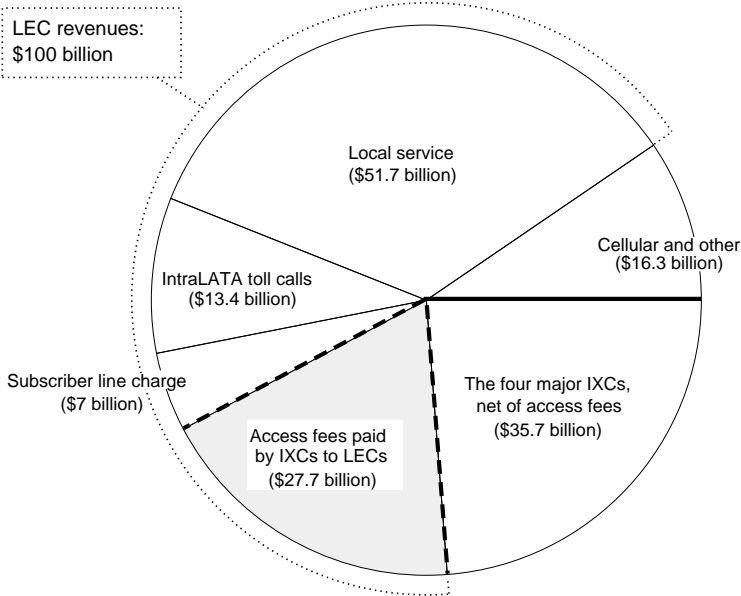 LEC revenues:
$100 billion
Local service
($51.7 billion)
Cellular and other
($16.3 billion)
IntraLATA toll calls
($13.4 billion)
Subscriber line charge
($7 billion)
The four major IXCs,
net of access fees
($35.7 billion)
Access fees paid
by IXCs to LECs
($27.7 billion)